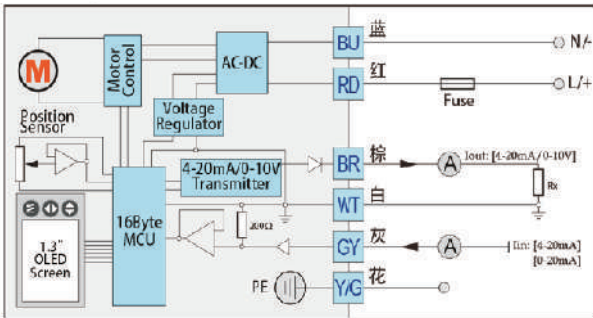 M
Motor
Control
AC-DC
Voltage
Regulator
Position
Sensor
4-20mA/0-10V
Transmitter
16Byte
MCU
1.3"
OLED
Screen
200Ω
PE
BU 蓝
N/-
RD 红
L/+
Fuse
BR 棕
A
Iout: [4-20mA/0-10V]
Rx
WT 白
GY 灰
A
Iin: [4-20mA]
[0-20mA]
Y/G 花